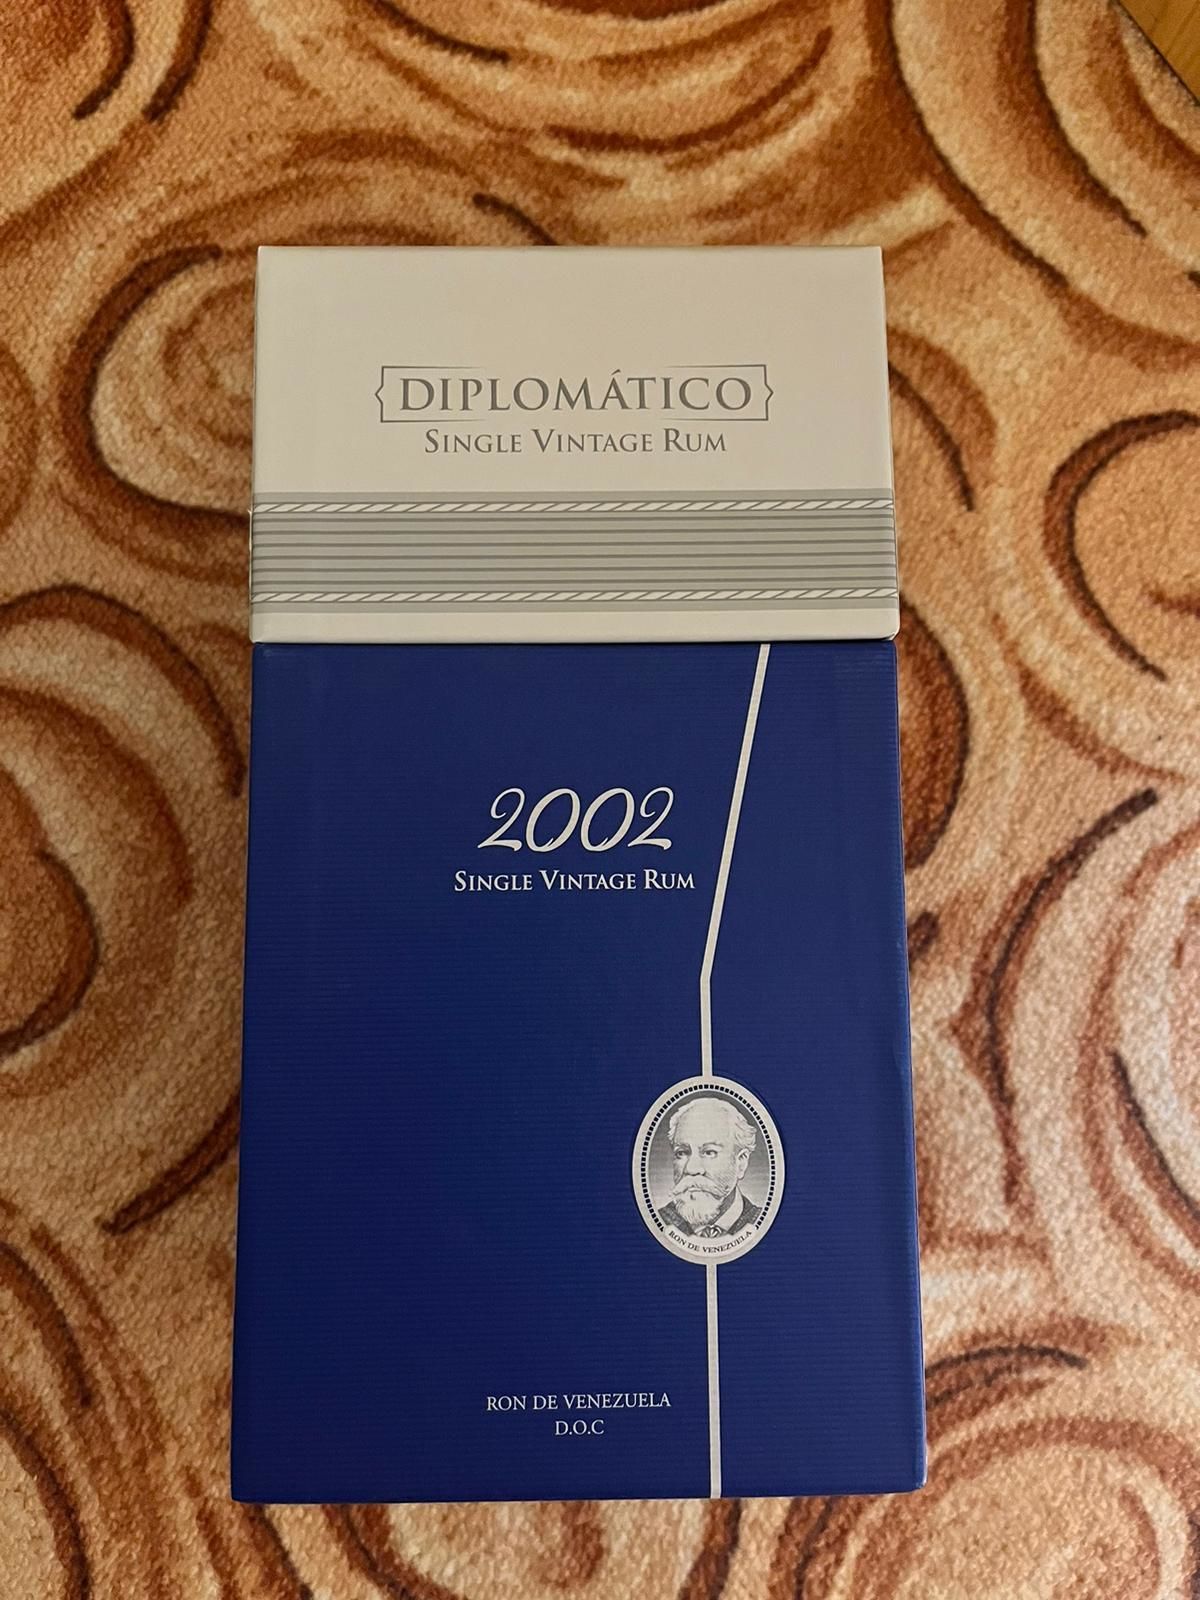 DIPLOMÁTICO
SINGLE VINTAGE RUM
2002
SINGLE VINTAGE RUM
RON DE VENEZUELA
RON DE VENEZUELA
D.O.C